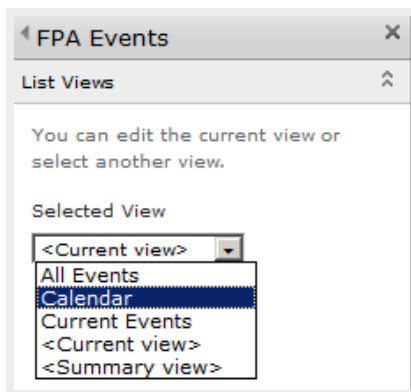 FPA Events
List Views
You can edit the current view or
select another view.
Selected View
<Current view>
All Events
Calendar
Current Events
<Current view>
<Summary view>